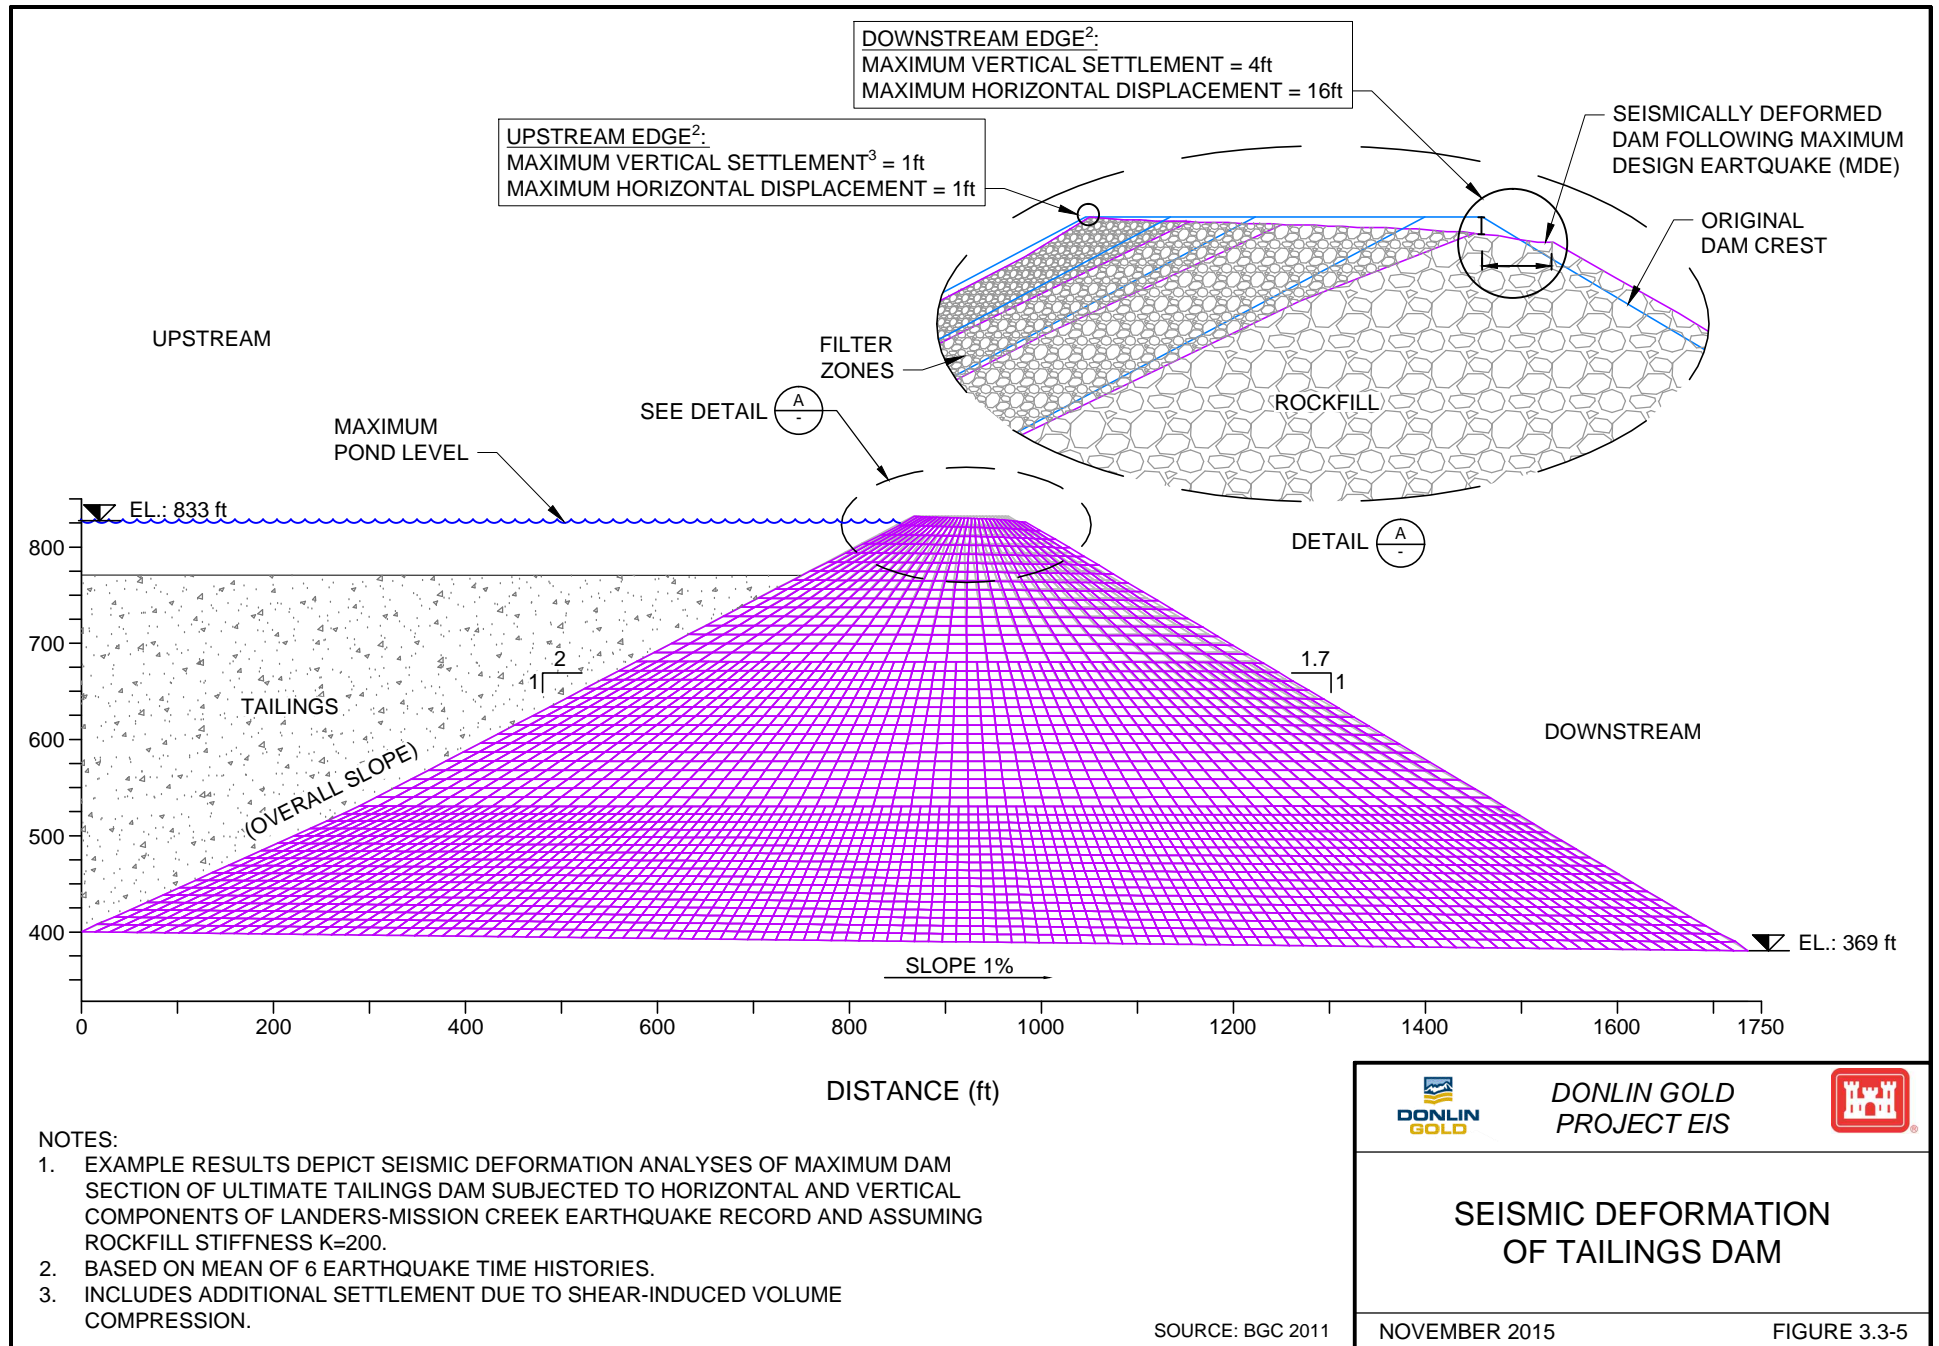 DOWNSTREAM EDGE²:
MAXIMUM VERTICAL SETTLEMENT = 4ft
MAXIMUM HORIZONTAL DISPLACEMENT = 16ft
UPSTREAM EDGE²:
MAXIMUM VERTICAL SETTLEMENT³ = 1ft
MAXIMUM HORIZONTAL DISPLACEMENT = 1ft
SEISMICALLY DEFORMED
DAM FOLLOWING MAXIMUM
DESIGN EARTQUAKE (MDE)
ORIGINAL
DAM CREST
UPSTREAM
FILTER
ZONES
ROCKFILL
SEE DETAIL
A
-
MAXIMUM
POND LEVEL
DETAIL
A
-
EL.: 833 ft
800
700
600
500
400
2
1
1.7
1
TAILINGS
(OVERALL SLOPE)
DOWNSTREAM
EL.: 369 ft
SLOPE 1%
0
200
400
600
800
1000
1200
1400
1600
1750
DISTANCE (ft)
NOTES:
1. EXAMPLE RESULTS DEPICT SEISMIC DEFORMATION ANALYSES OF MAXIMUM DAM
SECTION OF ULTIMATE TAILINGS DAM SUBJECTED TO HORIZONTAL AND VERTICAL
COMPONENTS OF LANDERS-MISSION CREEK EARTHQUAKE RECORD AND ASSUMING
ROCKFILL STIFFNESS K=200.
2. BASED ON MEAN OF 6 EARTHQUAKE TIME HISTORIES.
3. INCLUDES ADDITIONAL SETTLEMENT DUE TO SHEAR-INDUCED VOLUME
COMPRESSION.
SOURCE: BGC 2011
DONLIN
GOLD
DONLIN GOLD
PROJECT EIS
®
SEISMIC DEFORMATION
OF TAILINGS DAM
NOVEMBER 2015
FIGURE 3.3-5